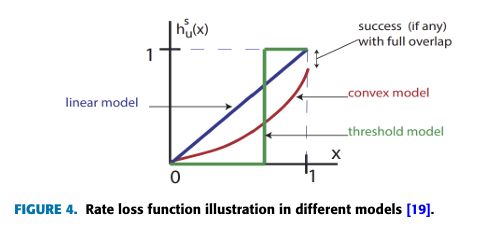 h^s_u(x)
success (if any)
with full overlap
1
linear model
convex model
threshold model
x
0
1
FIGURE 4. Rate loss function illustration in different models [19].